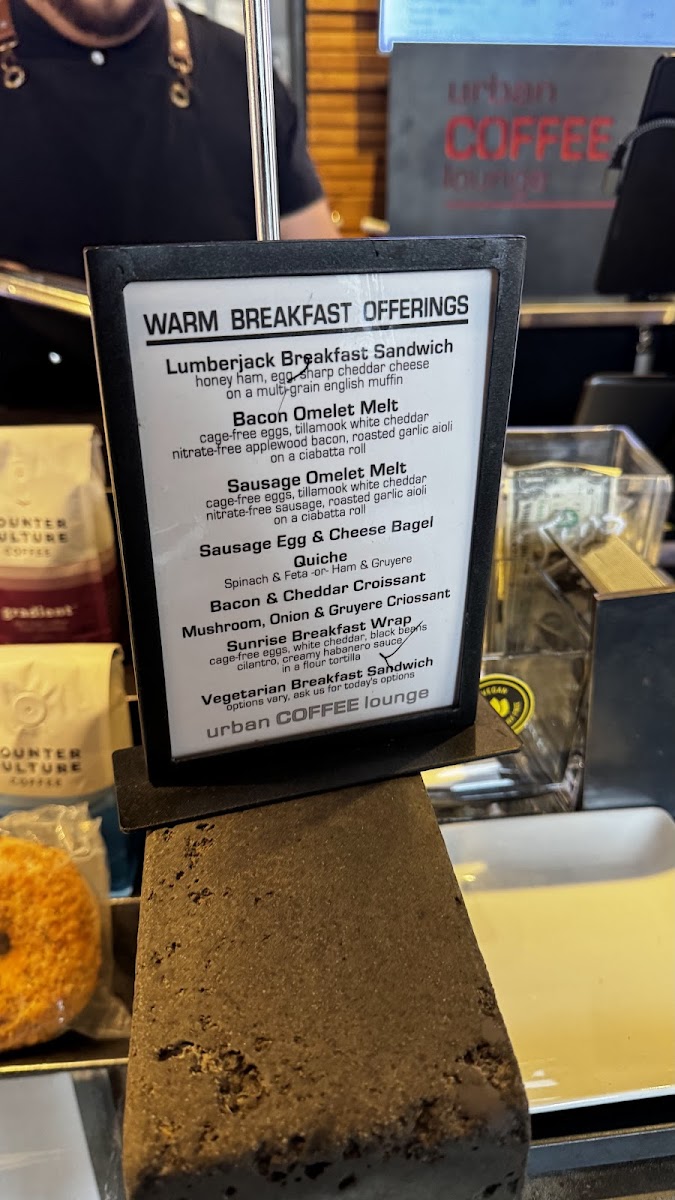 urban
COFFEE
lounge
WARM BREAKFAST OFFERINGS
Lumberjack Breakfast Sandwich
honey ham, egg, sharp cheddar cheese
on a multi-grain english muffin
Bacon Omelet Melt
cage-free eggs, tillamook white cheddar
nitrate-free applewood bacon, roasted garlic aioli
on a ciabatta roll
Sausage Omelet Melt
cage-free eggs, tillamook white cheddar
nitrate-free sausage, roasted garlic aioli
on a ciabatta roll
Sausage Egg & Cheese Bagel
Quiche
Spinach & Feta -or- Ham & Gruyere
Bacon & Cheddar Croissant
Mushroom, Onion & Gruyere Criossant
Sunrise Breakfast Wrap
cage-free eggs, white cheddar, black beans
cilantro, creamy habanero sauce
in a flour tortilla
Vegetarian Breakfast Sandwich
options vary, ask us for today's options
urban COFFEE lounge
OUNTER
ULTURE
COFFEE
gradient
OUNTER
ULTURE
COFFEE
VEGAN